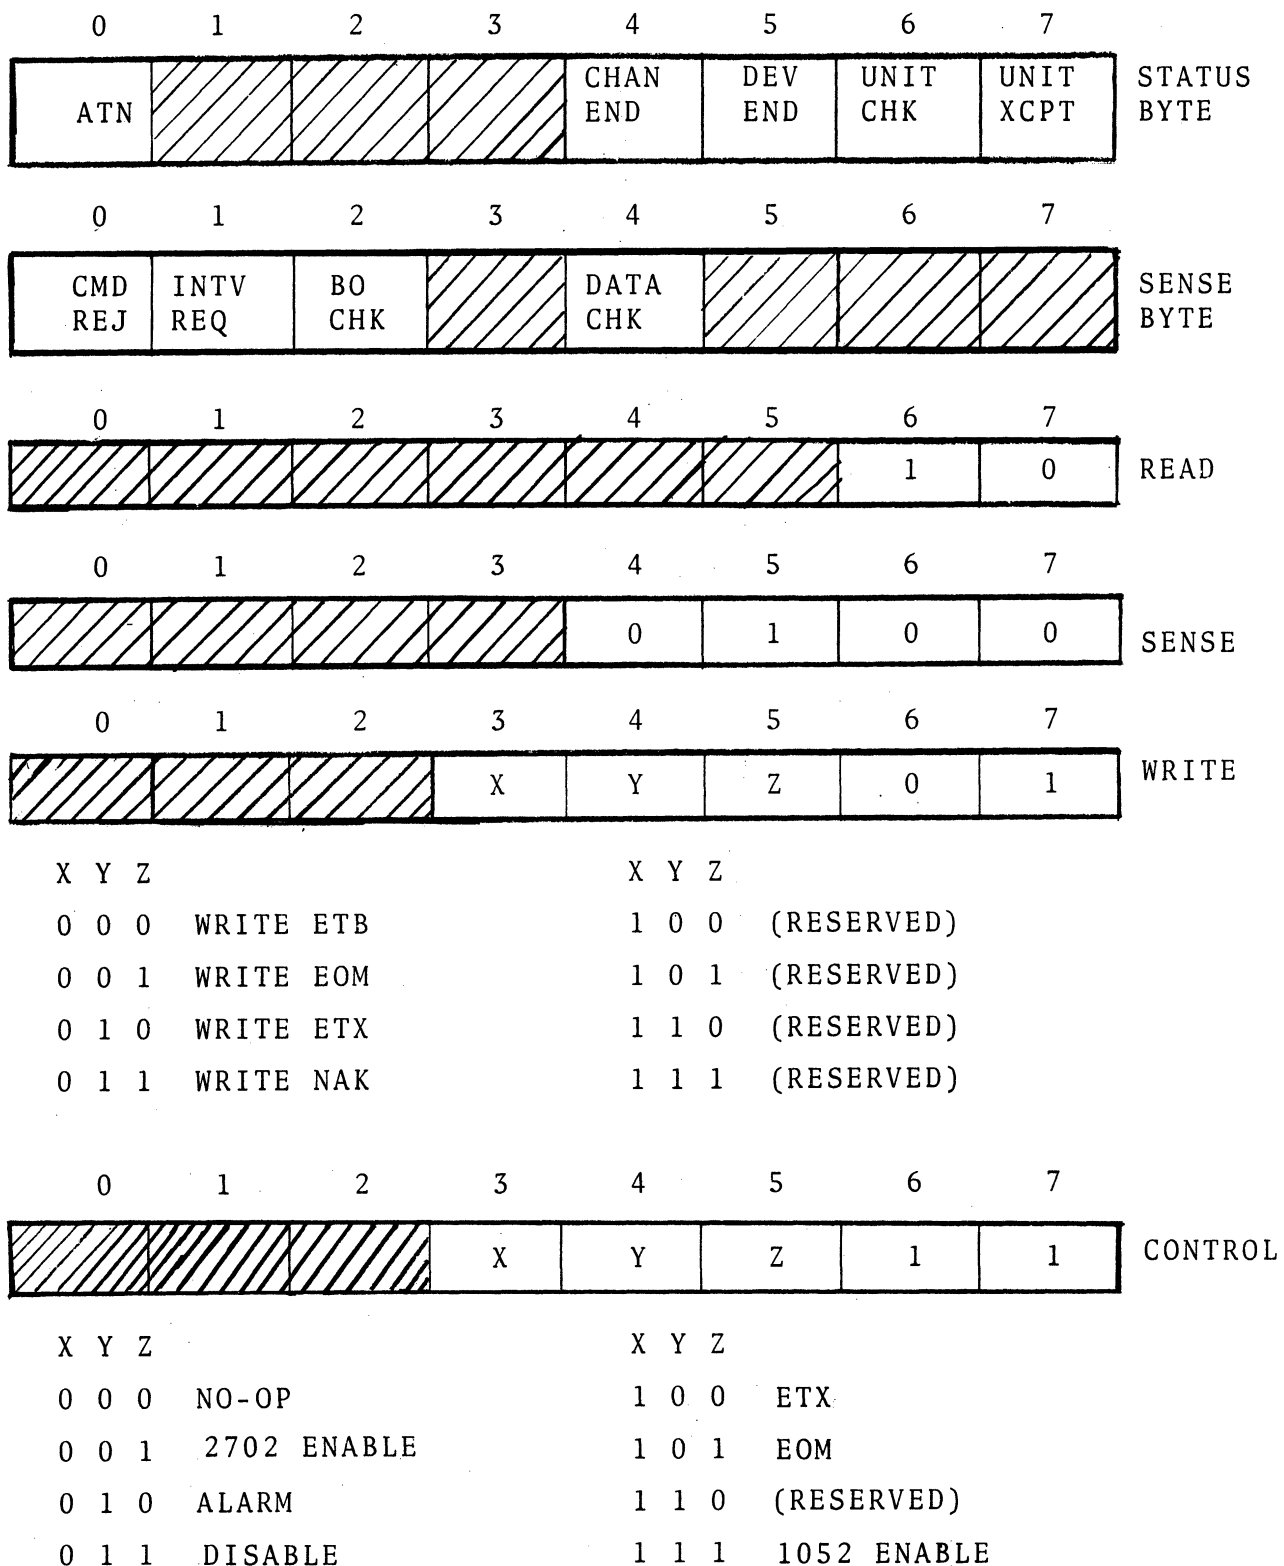 0 1 2 3 4 5 6 7
ATN CHAN END DEV END UNIT CHK UNIT XCPT STATUS BYTE
0 1 2 3 4 5 6 7
CMD REJ INTV REQ BO CHK DATA CHK SENSE BYTE
0 1 2 3 4 5 6 7
1 0 READ
0 1 2 3 4 5 6 7
0 1 0 0 SENSE
0 1 2 3 4 5 6 7
X Y Z 0 1 WRITE
X Y Z X Y Z
0 0 0 WRITE ETB 1 0 0 (RESERVED)
0 0 1 WRITE EOM 1 0 1 (RESERVED)
0 1 0 WRITE ETX 1 1 0 (RESERVED)
0 1 1 WRITE NAK 1 1 1 (RESERVED)
0 1 2 3 4 5 6 7
X Y Z 1 1 CONTROL
X Y Z X Y Z
0 0 0 NO-OP 1 0 0 ETX
0 0 1 2702 ENABLE 1 0 1 EOM
0 1 0 ALARM 1 1 0 (RESERVED)
0 1 1 DISABLE 1 1 1 1052 ENABLE